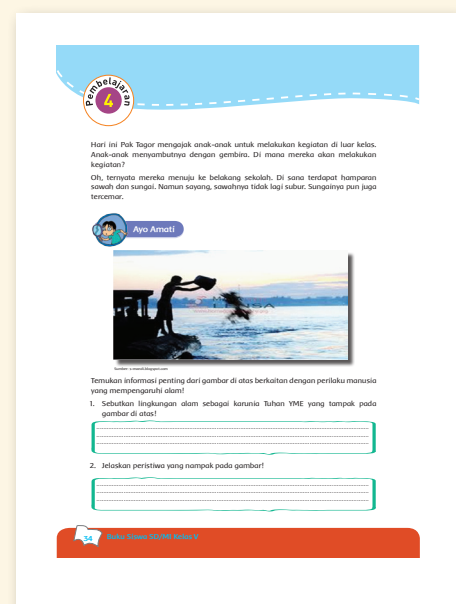 Pembelajaran
4
Hari ini Pak Tagor mengajak anak-anak untuk melakukan kegiatan di luar kelas.
Anak-anak menyambutnya dengan gembira. Di mana mereka akan melakukan
kegiatan?
Oh, ternyata mereka menuju ke belakang sekolah. Di sana terdapat hamparan
sawah dan sungai. Namun sayang, sawahnya tidak lagi subur. Sungainya pun juga
tercemar.
Ayo Amati
Temukan informasi penting dari gambar di atas berkaitan dengan perilaku manusia
yang mempengaruhi alam!
1. Sebutkan lingkungan alam sebagai karunia Tuhan YME yang tampak pada
gambar di atas!
2. Jelaskan peristiwa yang nampak pada gambar!
34
Buku Siswa SD/MI Kelas V